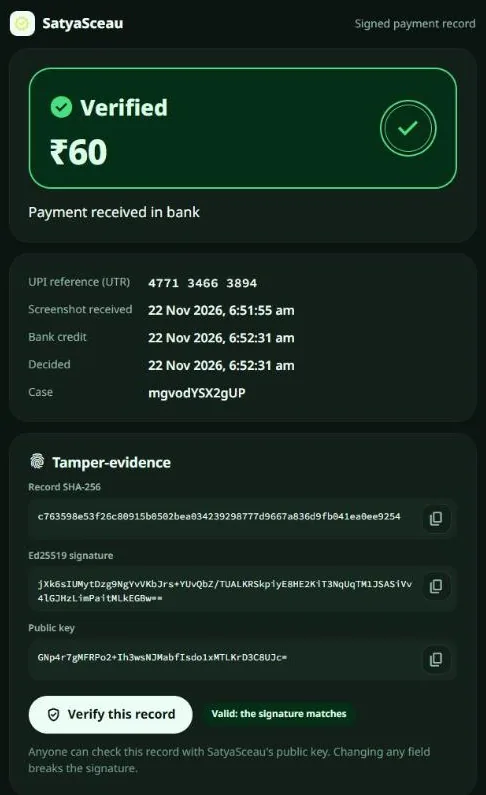 SatyaSceau
Signed payment record
Verified
₹60
Payment received in bank
UPI reference (UTR) 4771 3466 3894
Screenshot received 22 Nov 2026, 6:51:55 am
Bank credit 22 Nov 2026, 6:52:31 am
Decided 22 Nov 2026, 6:52:31 am
Case mgvodYSX2gUP
Tamper-evidence
Record SHA-256
c763598e53f26c80915b0502bea034239298777d9667a836d9fb041ea0ee9254
Ed25519 signature
jXk6sIUMytDzg9NgYvVKbJrs+YUvQbZ/TUALKRSkpiyE8HE2KiT3NqUqTM1JSASiVv
4lGJHzLimPaitMLkEGBw==
Public key
GNp4r7gMFRPo2+Ih3wsNJMabfIsdo1xMTLKrD3C8UJc=
Verify this record
Valid: the signature matches
Anyone can check this record with SatyaSceau's public key. Changing any field
breaks the signature.